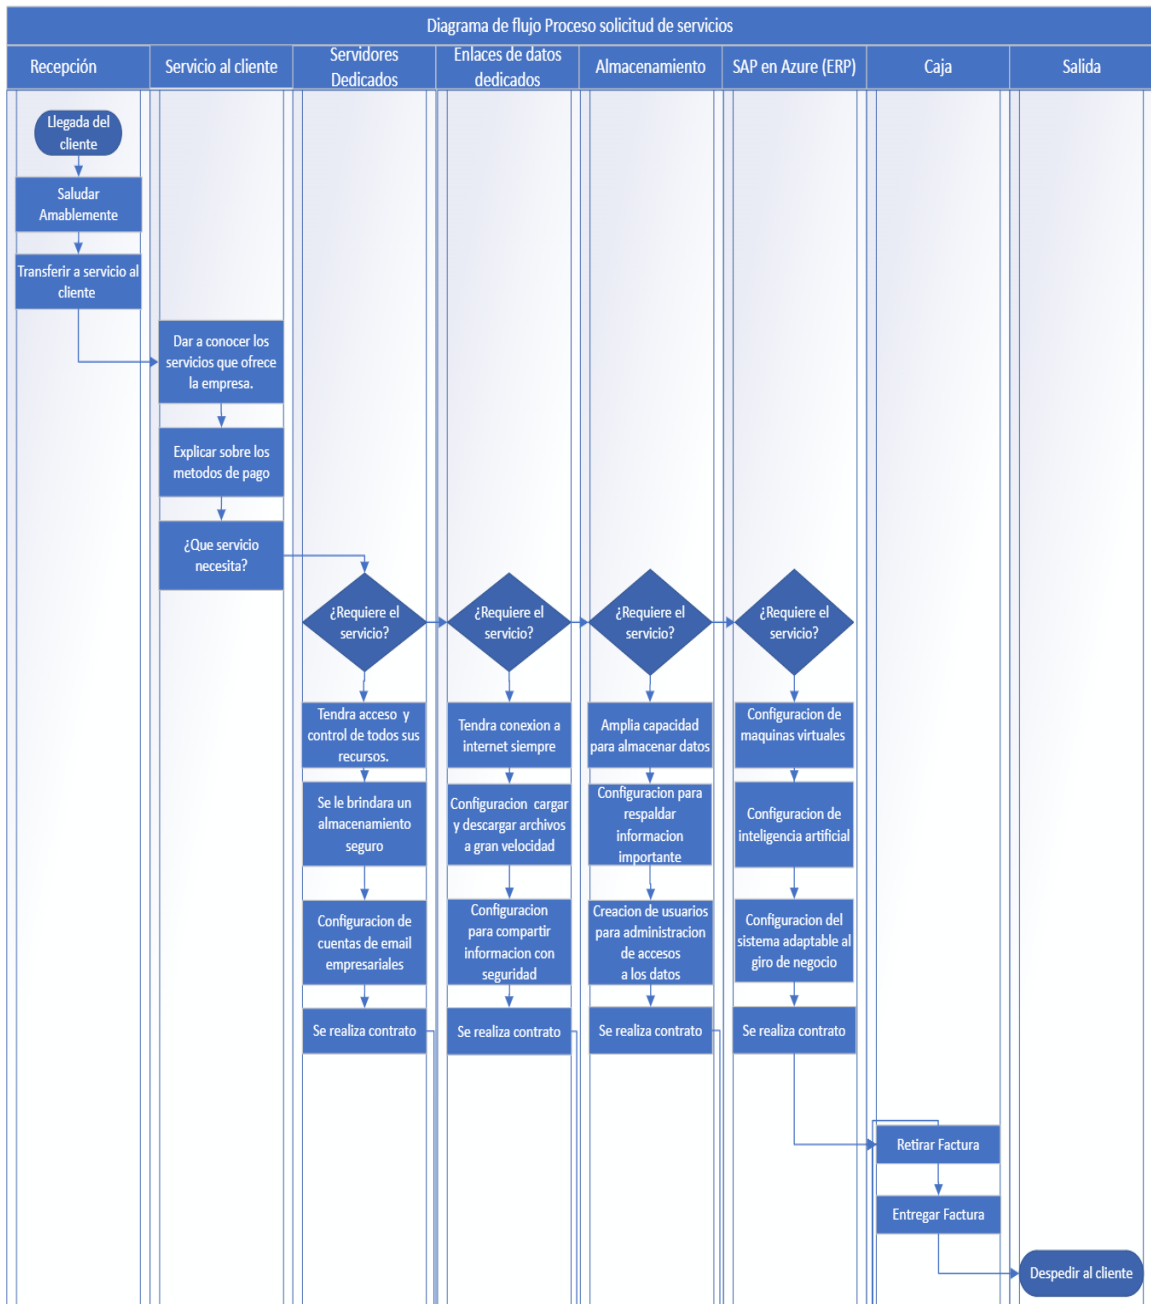 Diagrama de flujo Proceso solicitud de servicios
Recepción
Servicio al cliente
Servidores
Dedicados
Enlaces de datos
dedicados
Almacenamiento
SAP en Azure (ERP)
Caja
Salida
Llegada del
cliente
Saludar
Amablemente
Transferir a servicio al
cliente
Dar a conocer los
servicios que ofrece
la empresa.
Explicar sobre los
metodos de pago
¿Que servicio
necesita?
¿Requiere el
servicio?
¿Requiere el
servicio?
¿Requiere el
servicio?
¿Requiere el
servicio?
Tendra acceso y
control de todos sus
recursos.
Se le brindara un
almacenamiento
seguro
Configuracion de
cuentas de email
empresariales
Se realiza contrato
Tendra conexion a
internet siempre
Configuracion cargar
y descargar archivos
a gran velocidad
Configuracion
para compartir
informacion con
seguridad
Se realiza contrato
Amplia capacidad
para almacenar datos
Configuracion para
respaldar
informacion
importante
Creacion de usuarios
para administracion
de accesos
a los datos
Se realiza contrato
Configuracion de
maquinas virtuales
Configuracion de
inteligencia artificial
Configuracion del
sistema adaptable al
giro de negocio
Se realiza contrato
Retirar Factura
Entregar Factura
Despedir al cliente